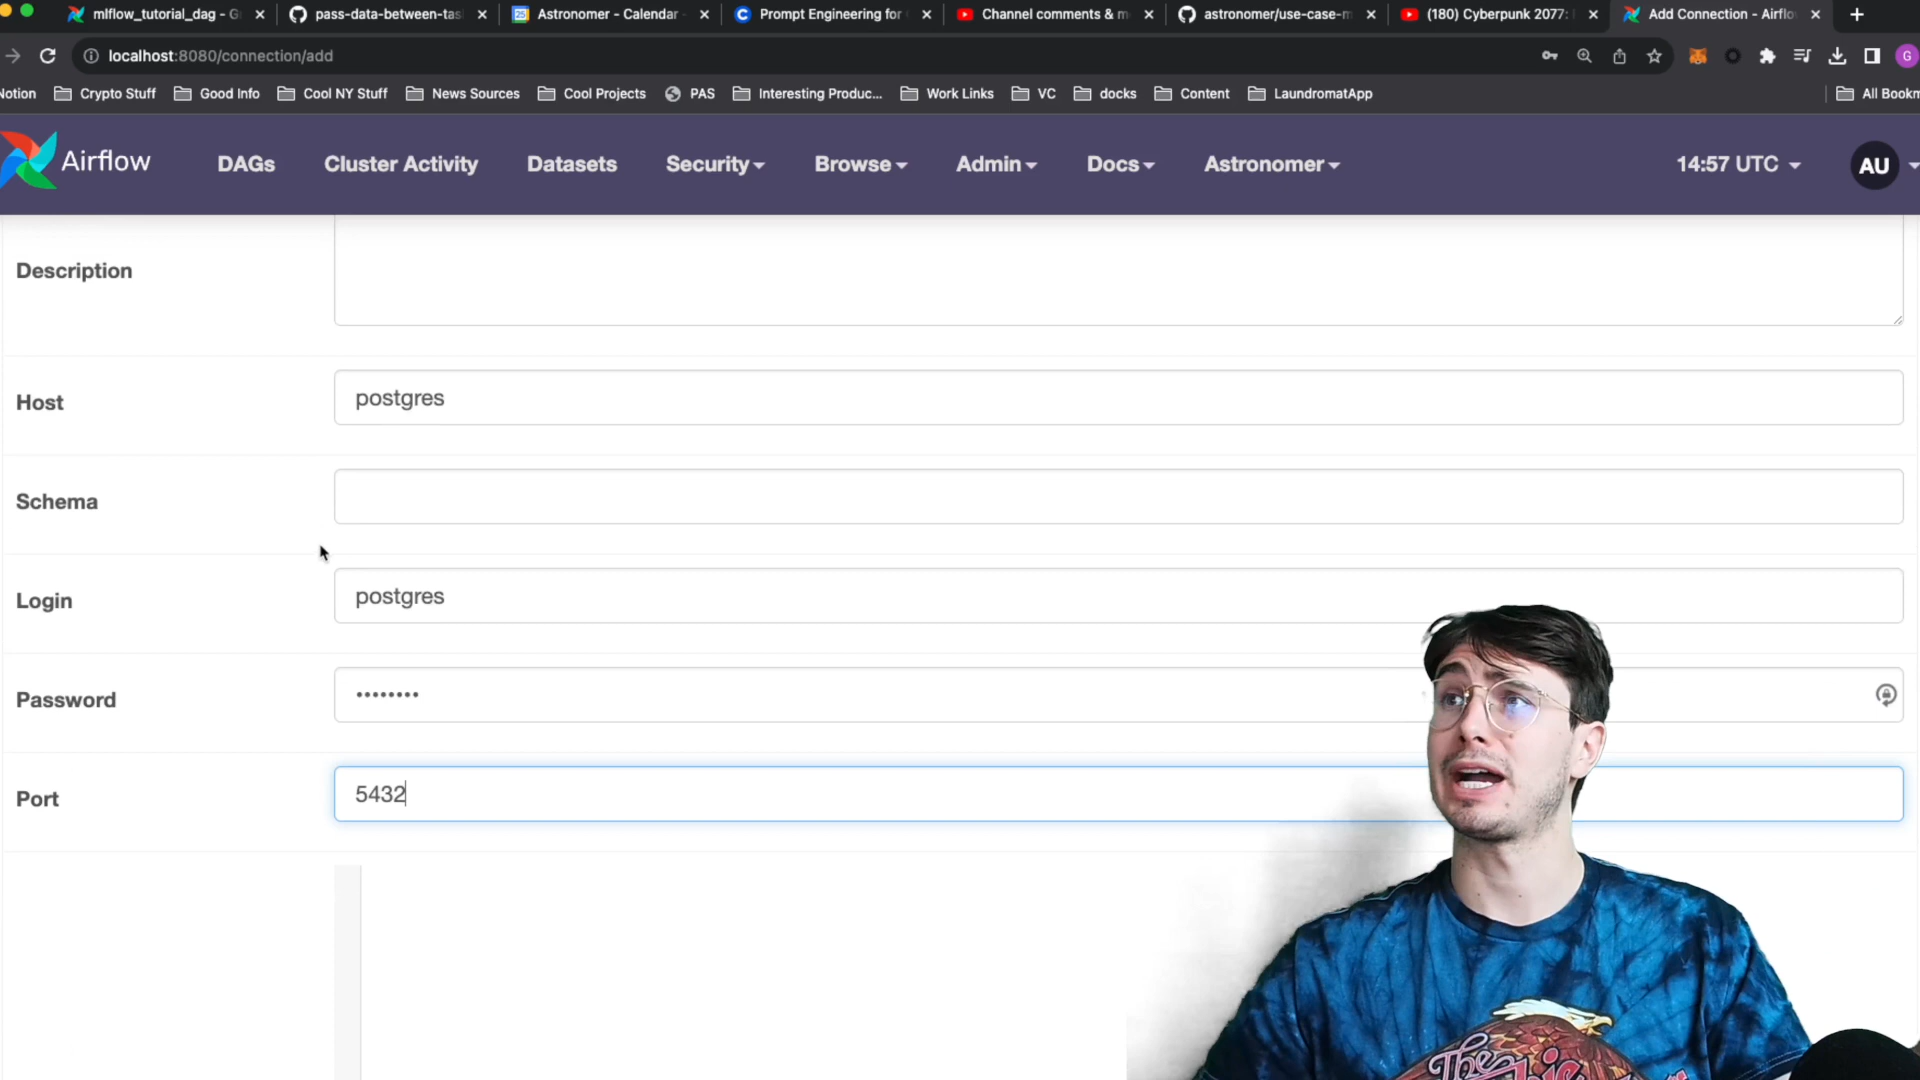 mlflow_tutorial_dag - G
pass-data-between-tas
Astronomer - Calendar
Prompt Engineering for
Channel comments & m
astronomer/use-case-m
(180) Cyberpunk 2077:
Add Connection - Airflo
localhost:8080/connection/add
G
Notion
Crypto Stuff
Good Info
Cool NY Stuff
News Sources
Cool Projects
PAS
Interesting Produc...
Work Links
VC
docks
Content
LaundromatApp
All Bookm
Airflow
DAGs
Cluster Activity
Datasets
Security
Browse
Admin
Docs
Astronomer
14:57 UTC
AU
Description
Host
postgres
Schema
Login
postgres
Password
••••••••
Port
5432
The